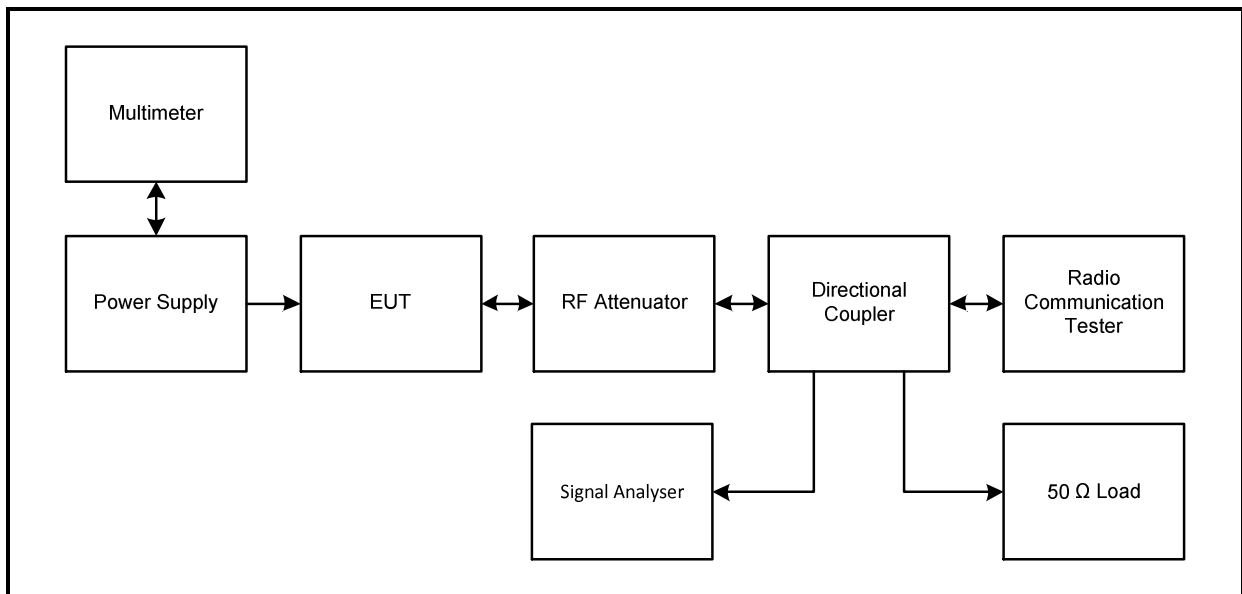 Multimeter
Power Supply
EUT
RF Attenuator
Directional
Coupler
Radio
Communication
Tester
Signal Analyser
50 Ω Load